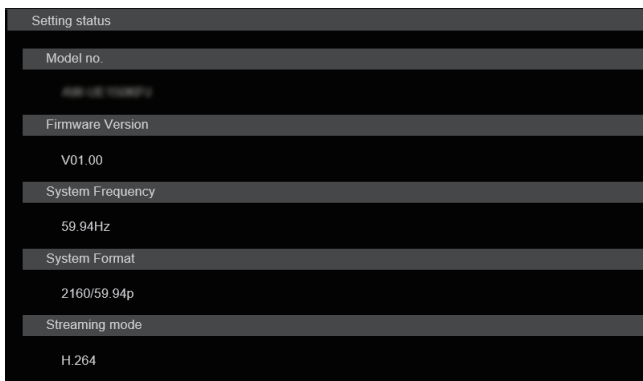 Setting status
Model no.
Firmware Version
V01.00
System Frequency
59.94Hz
System Format
2160/59.94p
Streaming mode
H.264